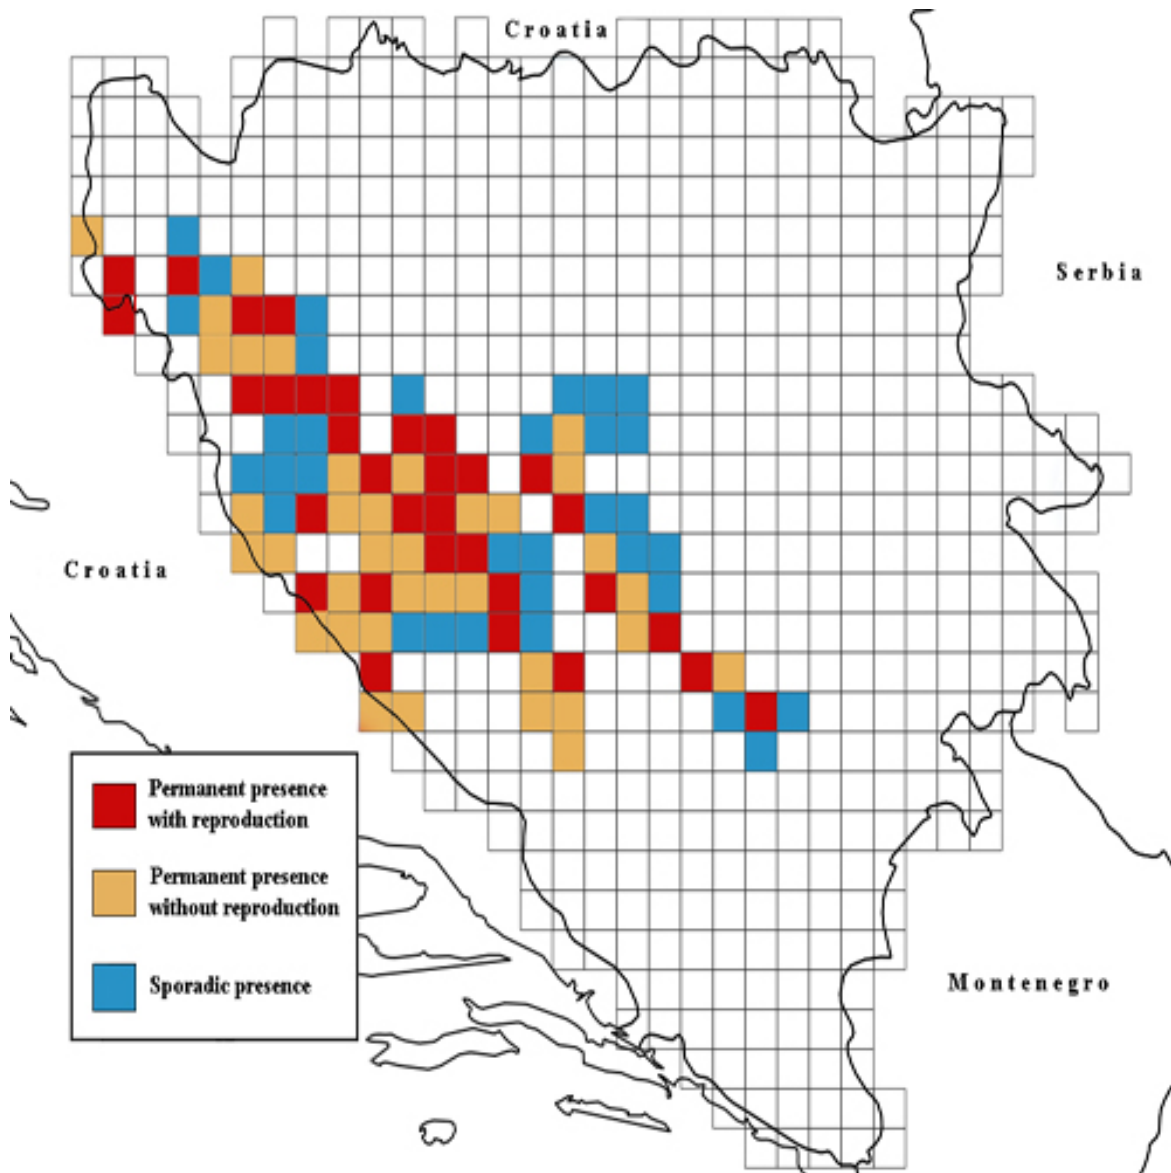 Croatia
Serbia
Croatia
Permanent presence
with reproduction
Permanent presence
without reproduction
Sporadic presence
Montenegro